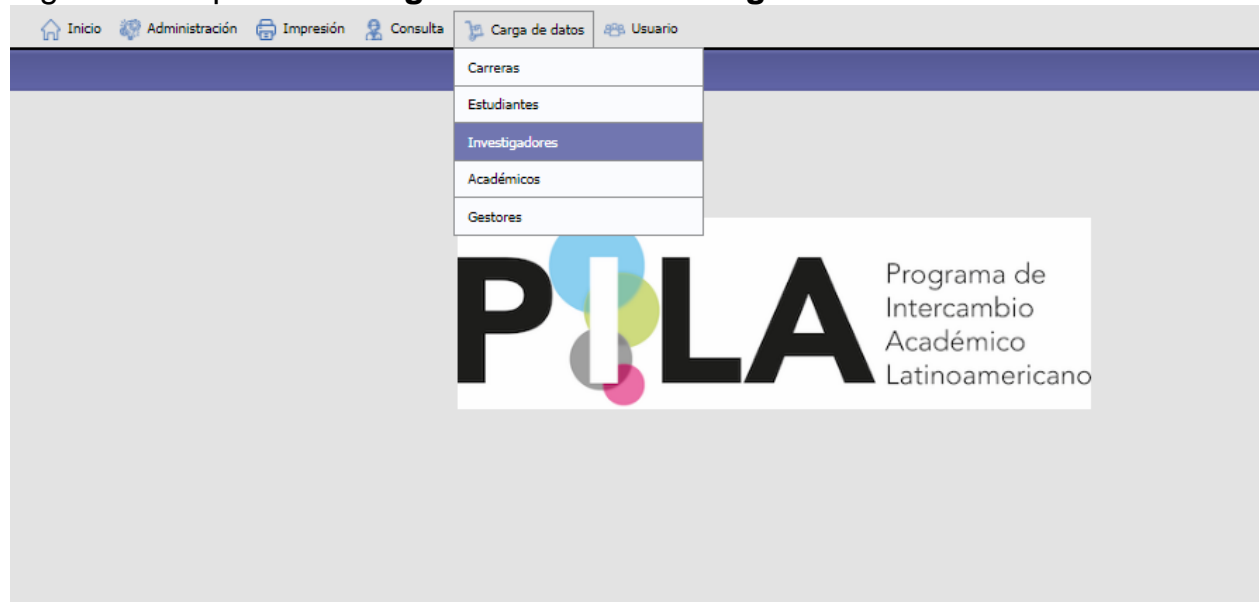 Inicio Administración Impresión Consulta Carga de datos Usuario
Carreras
Estudiantes
Investigadores
Académicos
Gestores
PILA
Programa de
Intercambio
Académico
Latinoamericano